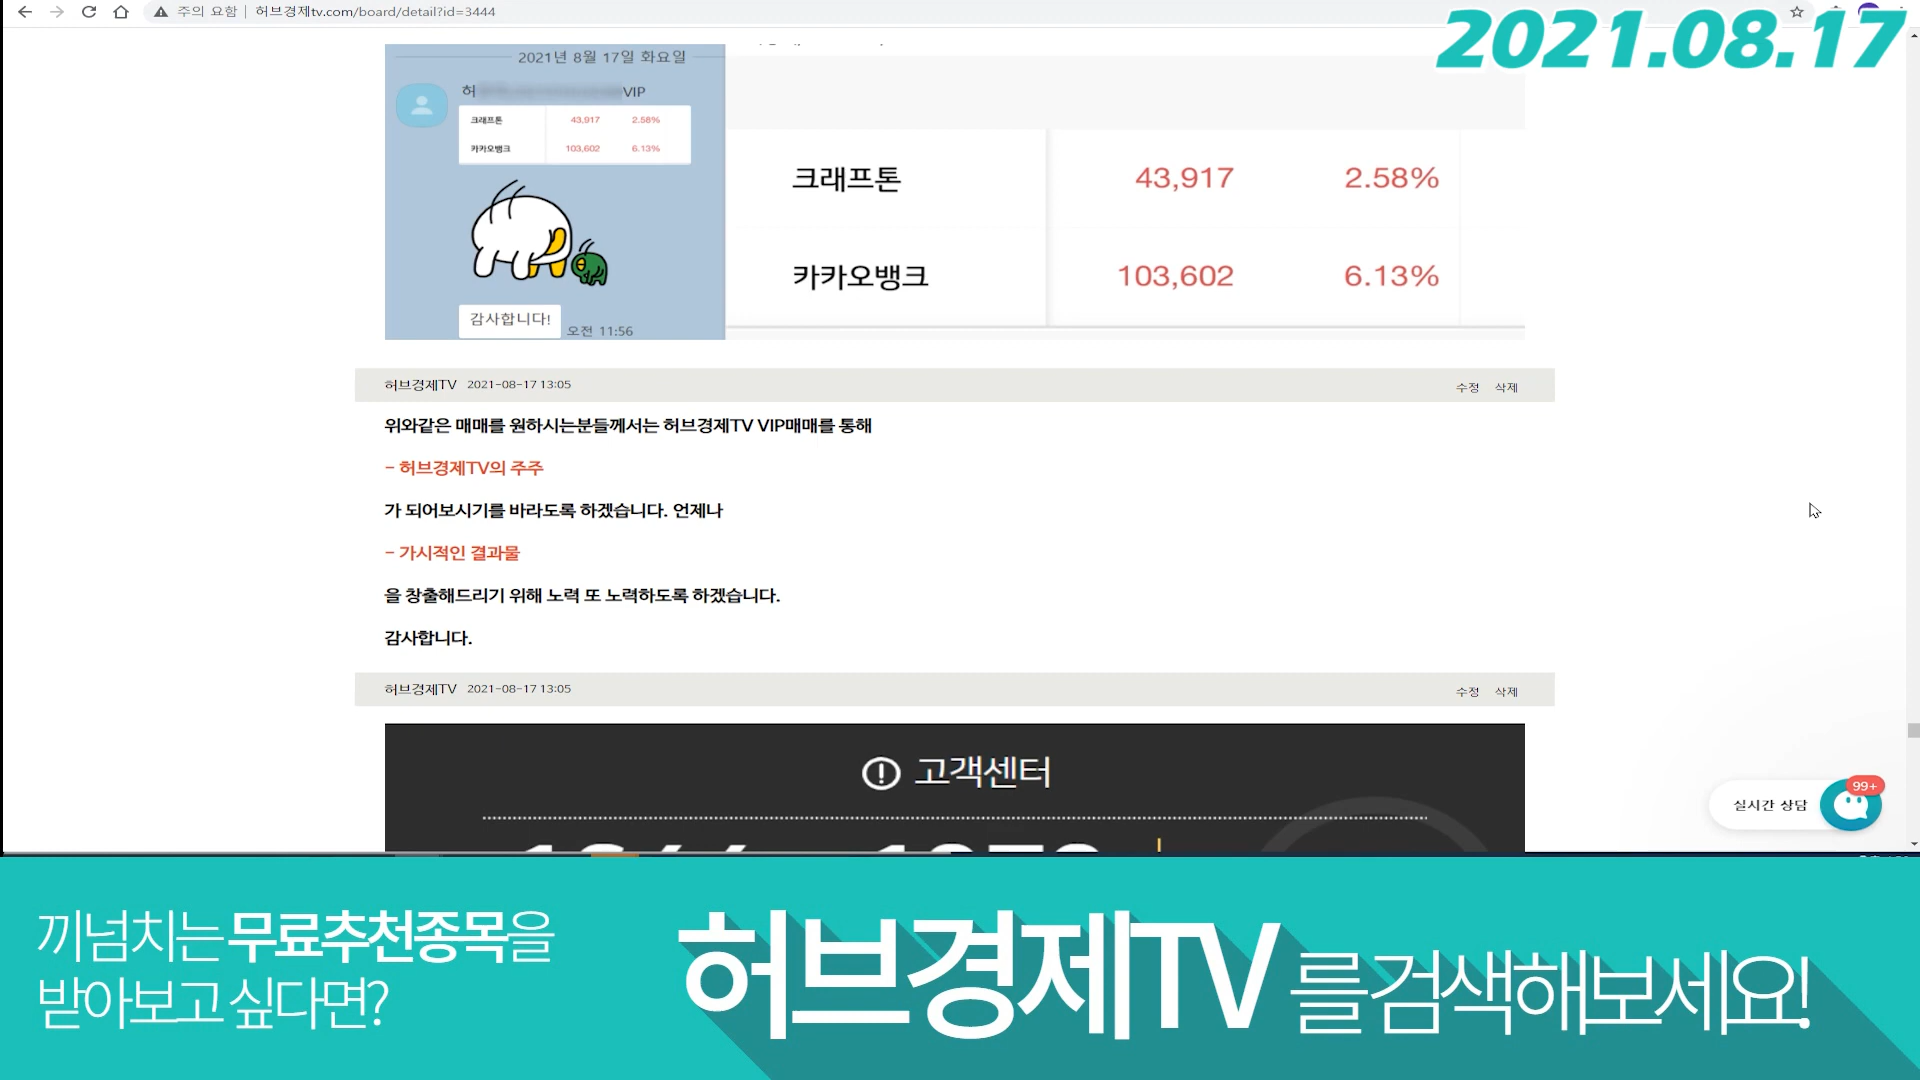 주의 요함 | 허브경제tv.com/board/detail?id=3444
2021.08.17
2021년 8월 17일 화요일
허 VIP
크래프톤 43,917 2.58%
카카오뱅크 103,602 6.13%
감사합니다!
오전 11:56
크래프톤 43,917 2.58%
카카오뱅크 103,602 6.13%
허브경제TV 2021-08-17 13:05 수정 삭제
위와같은 매매를 원하시는분들께서는 허브경제TV VIP매매를 통해
- 허브경제TV의 주주
가 되어보시기를 바라도록 하겠습니다. 언제나
- 가시적인 결과물
을 창출해드리기 위해 노력 또 노력하도록 하겠습니다.
감사합니다.
허브경제TV 2021-08-17 13:05 수정 삭제
고객센터
실시간 상담
99+
끼넘치는 무료추천종목을
받아보고 싶다면?
허브경제TV를 검색해보세요!